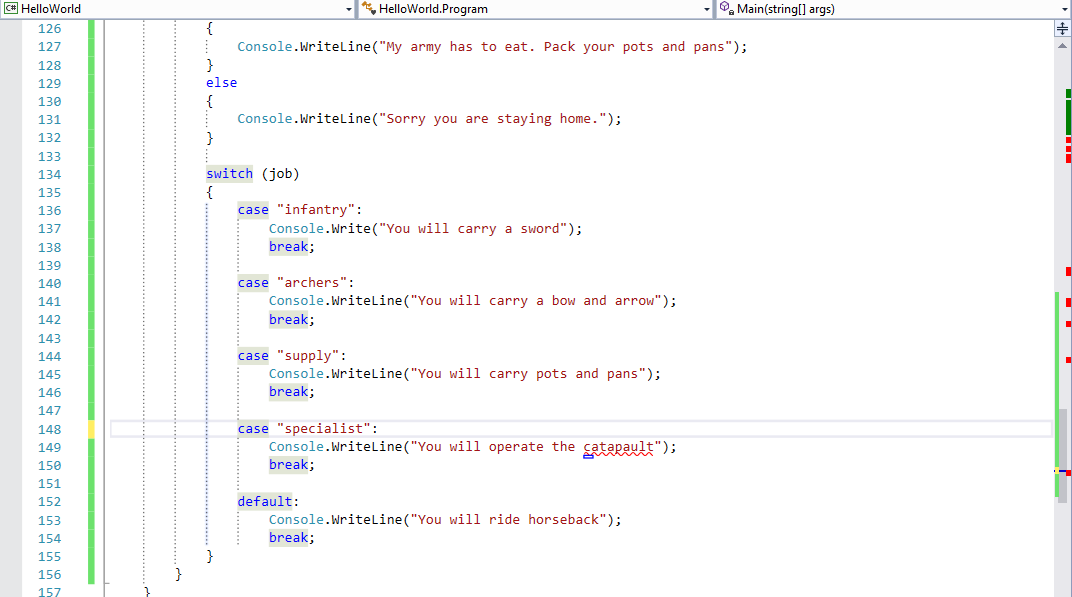 C# HelloWorld HelloWorld.Program Main(string[] args)
126 {
127 Console.WriteLine("My army has to eat. Pack your pots and pans");
128 }
129 else
130 {
131 Console.WriteLine("Sorry you are staying home.");
132 }
133
134 switch (job)
135 {
136 case "infantry":
137 Console.Write("You will carry a sword");
138 break;
139
140 case "archers":
141 Console.WriteLine("You will carry a bow and arrow");
142 break;
143
144 case "supply":
145 Console.WriteLine("You will carry pots and pans");
146 break;
147
148 case "specialist":
149 Console.WriteLine("You will operate the catapault");
150 break;
151
152 default:
153 Console.WriteLine("You will ride horseback");
154 break;
155 }
156 }
157 }